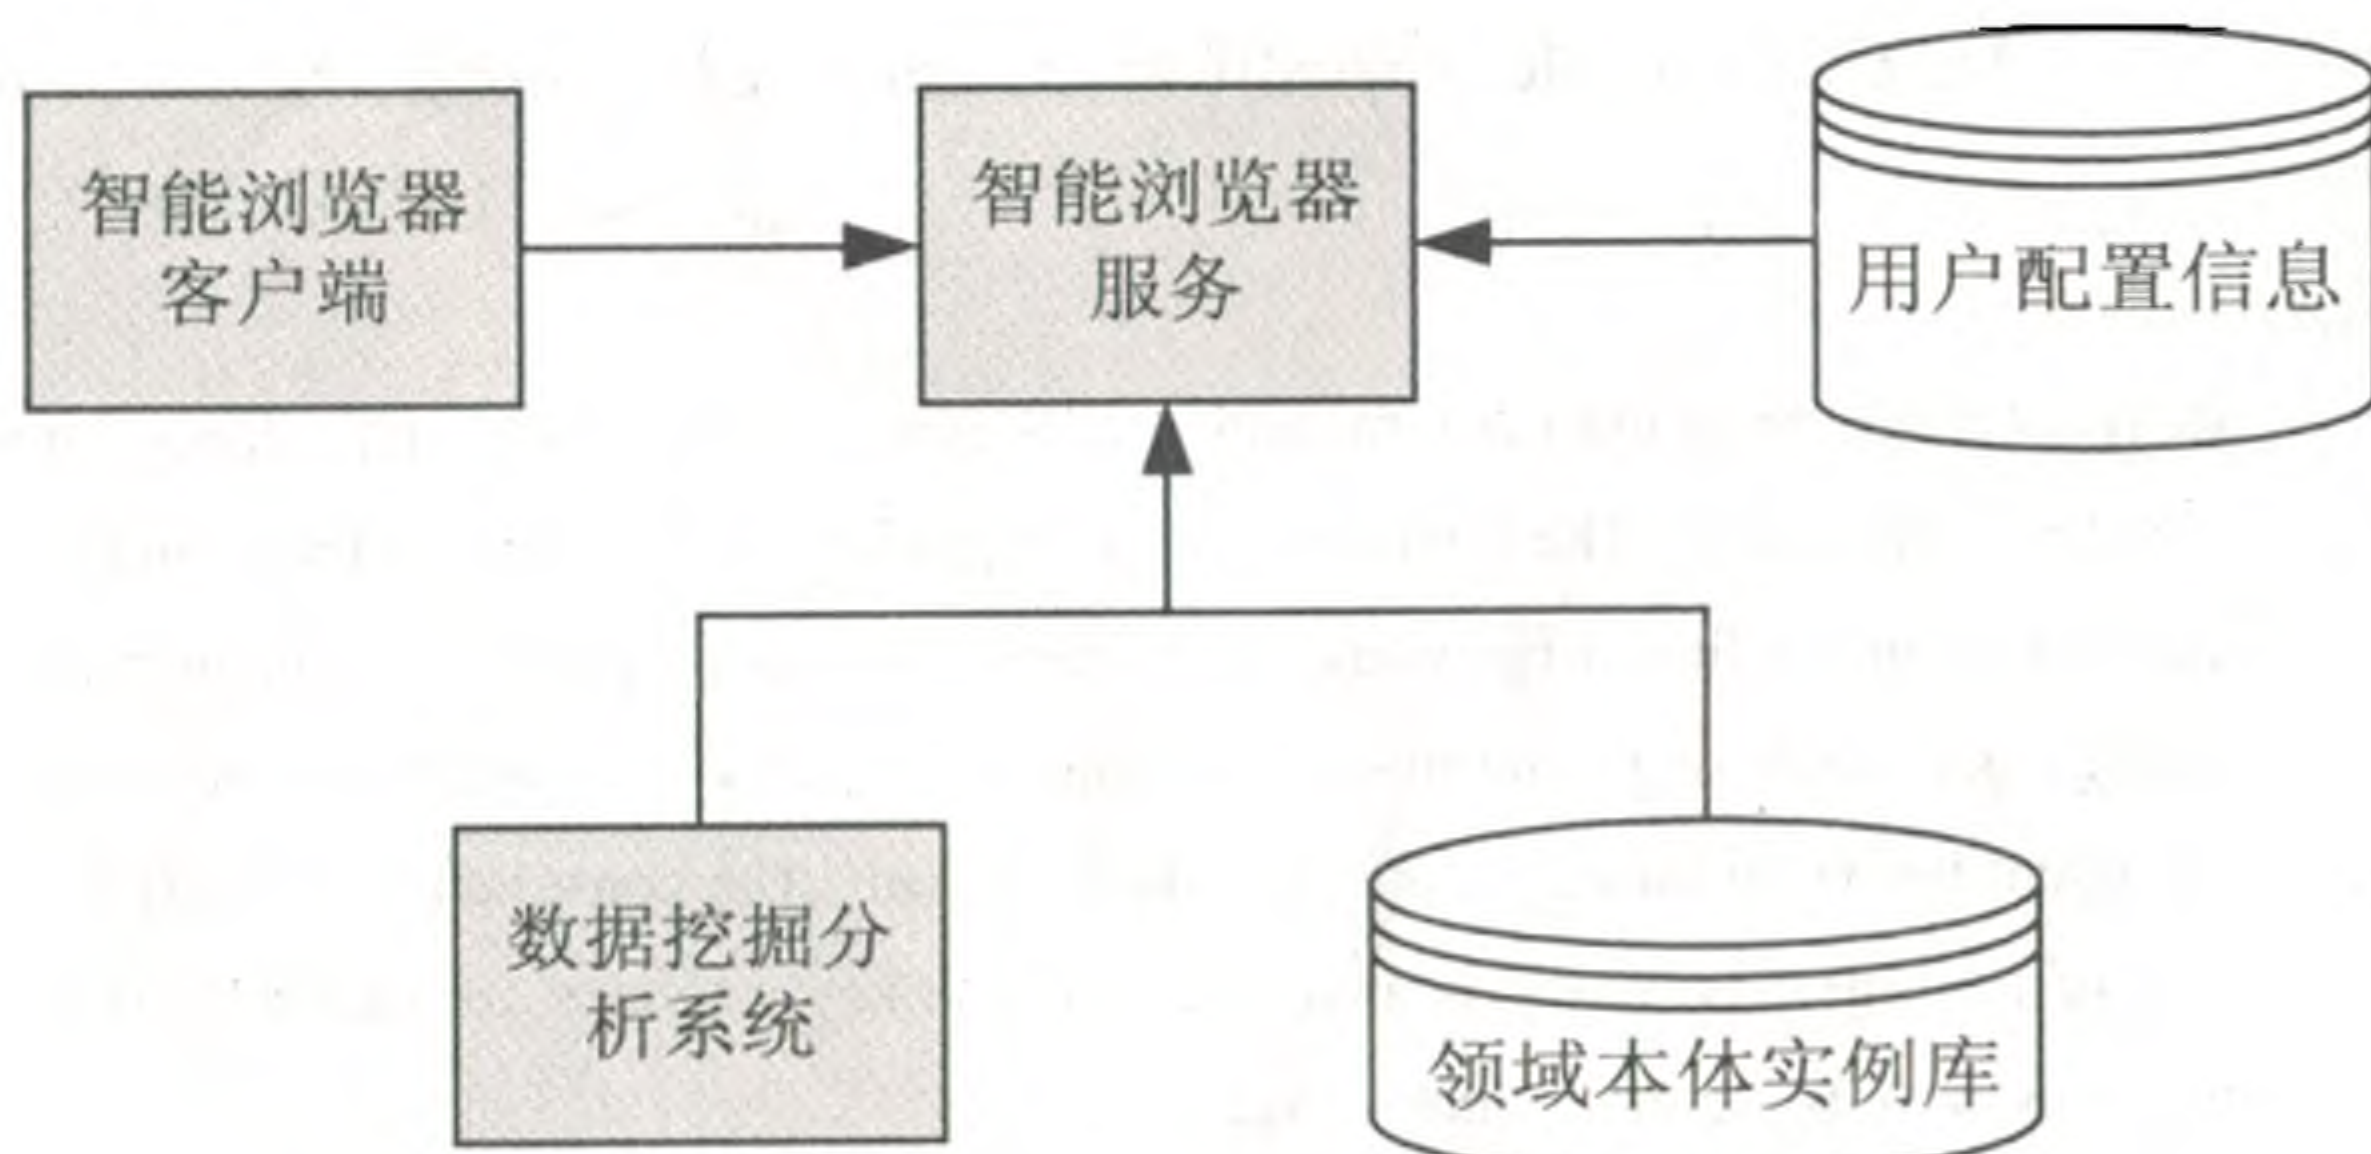 智能浏览器
客户端
智能浏览器
服务
用户配置信息
数据挖掘分
析系统
领域本体实例库